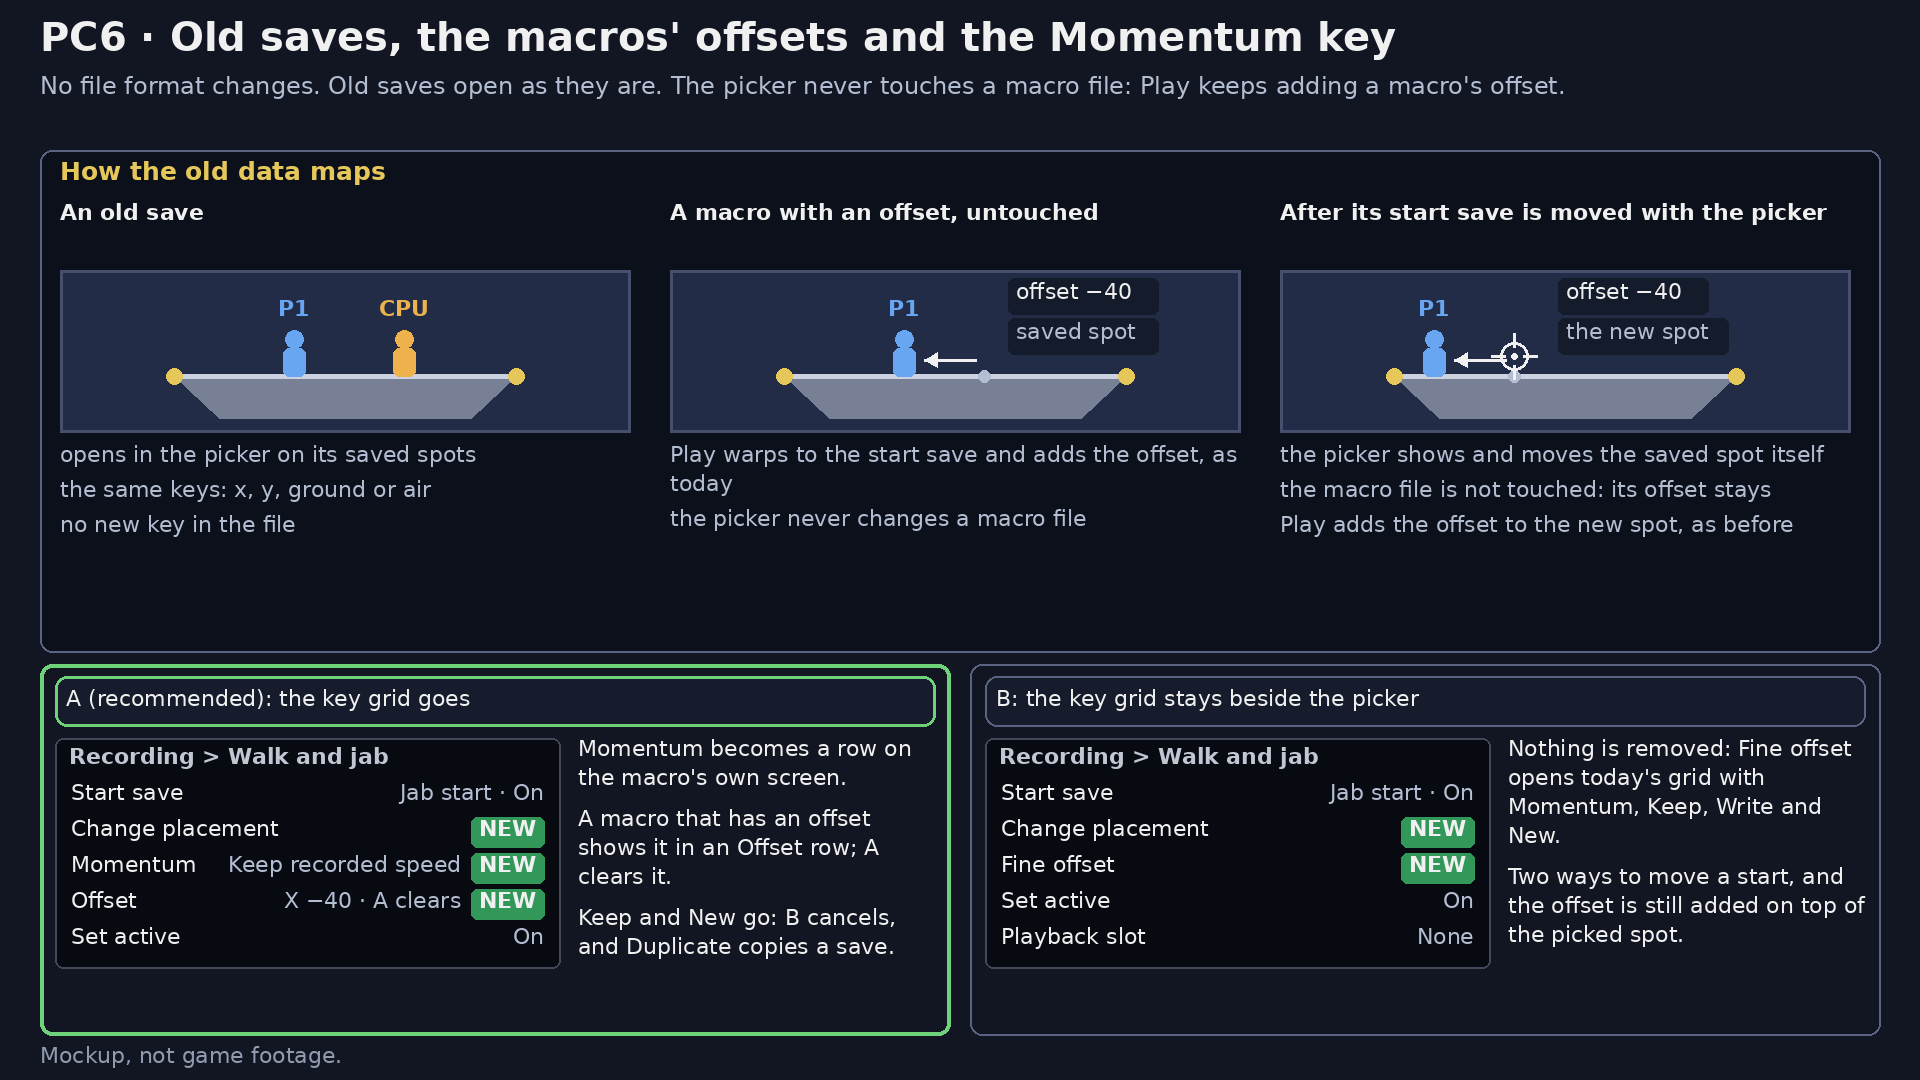 PC6 · Old saves, the macros' offsets and the Momentum key
No file format changes. Old saves open as they are. The picker never touches a macro file: Play keeps adding a macro's offset.
How the old data maps
An old save
P1
CPU
opens in the picker on its saved spots
the same keys: x, y, ground or air
no new key in the file
A macro with an offset, untouched
P1
offset −40
saved spot
Play warps to the start save and adds the offset, as
today
the picker never changes a macro file
After its start save is moved with the picker
P1
offset −40
the new spot
the picker shows and moves the saved spot itself
the macro file is not touched: its offset stays
Play adds the offset to the new spot, as before
A (recommended): the key grid goes
Recording > Walk and jab
Start save Jab start · On
Change placement NEW
Momentum Keep recorded speed NEW
Offset X −40 · A clears NEW
Set active On
Momentum becomes a row on
the macro's own screen.
A macro that has an offset
shows it in an Offset row; A
clears it.
Keep and New go: B cancels,
and Duplicate copies a save.
B: the key grid stays beside the picker
Recording > Walk and jab
Start save Jab start · On
Change placement NEW
Fine offset NEW
Set active On
Playback slot None
Nothing is removed: Fine offset
opens today's grid with
Momentum, Keep, Write and
New.
Two ways to move a start, and
the offset is still added on top of
the picked spot.
Mockup, not game footage.